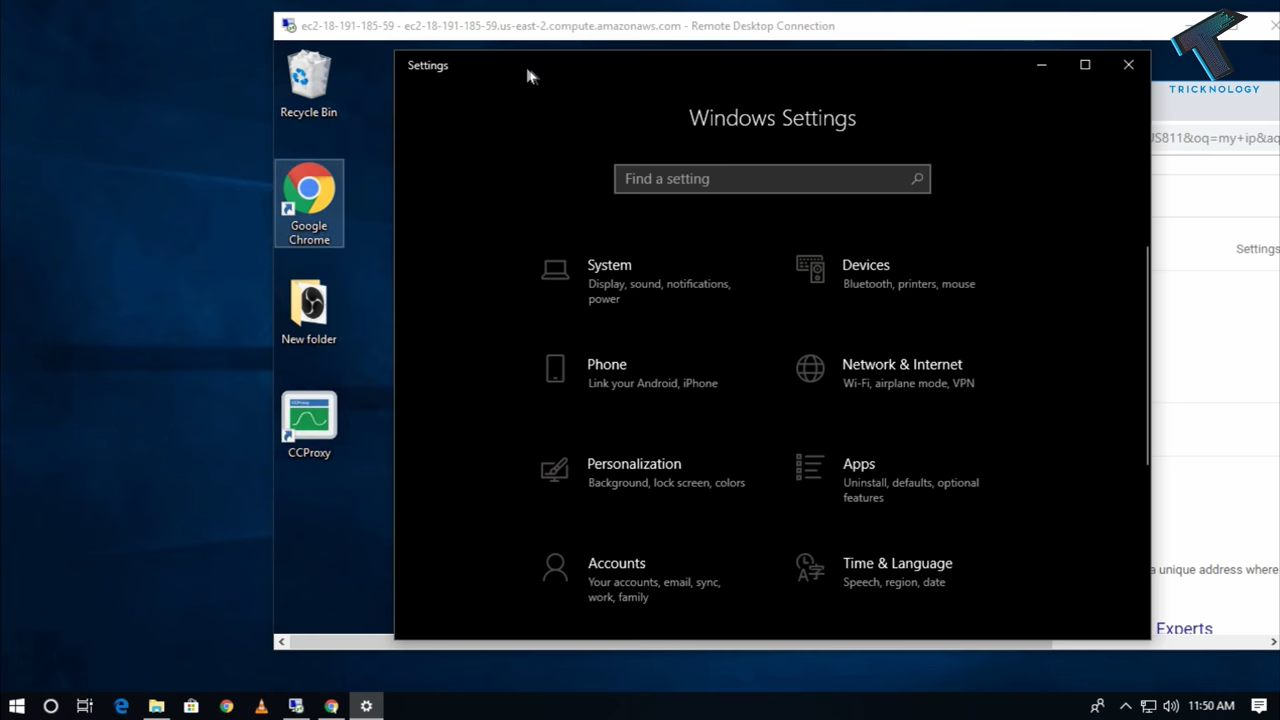 ec2-18-191-185-59 - ec2-18-191-185-59.us-east-2.compute.amazonaws.com - Remote Desktop Connection
TRICKNOLOGY
Recycle Bin
Google
Chrome
New folder
CCProxy
Settings
Windows Settings
Find a setting
System
Display, sound, notifications,
power
Devices
Bluetooth, printers, mouse
Phone
Link your Android, iPhone
Network & Internet
Wi-Fi, airplane mode, VPN
Personalization
Background, lock screen, colors
Apps
Uninstall, defaults, optional
features
Accounts
Your accounts, email, sync,
work, family
Time & Language
Speech, region, date
US811&oq=my+ip&aq
Settings
a unique address where
Experts
11:50 AM